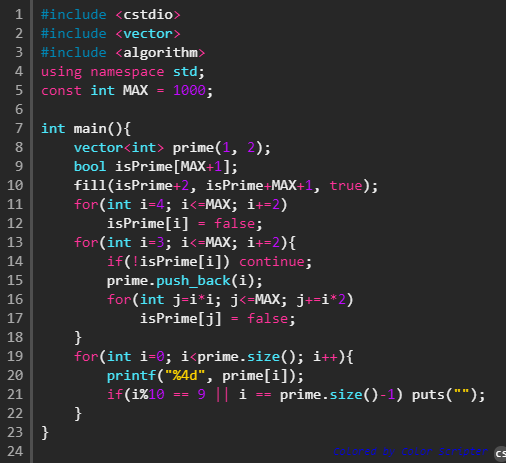 1 #include <cstdio>
2 #include <vector>
3 #include <algorithm>
4 using namespace std;
5 const int MAX = 1000;
6
7 int main(){
8     vector<int> prime(1, 2);
9     bool isPrime[MAX+1];
10     fill(isPrime+2, isPrime+MAX+1, true);
11     for(int i=4; i<=MAX; i+=2)
12         isPrime[i] = false;
13     for(int i=3; i<=MAX; i+=2){
14         if(!isPrime[i]) continue;
15         prime.push_back(i);
16         for(int j=i*i; j<=MAX; j+=i*2)
17             isPrime[j] = false;
18     }
19     for(int i=0; i<prime.size(); i++){
20         printf("%4d", prime[i]);
21         if(i%10 == 9 || i == prime.size()-1) puts("");
22     }
23 }
24
Colored by Color Scripter cs